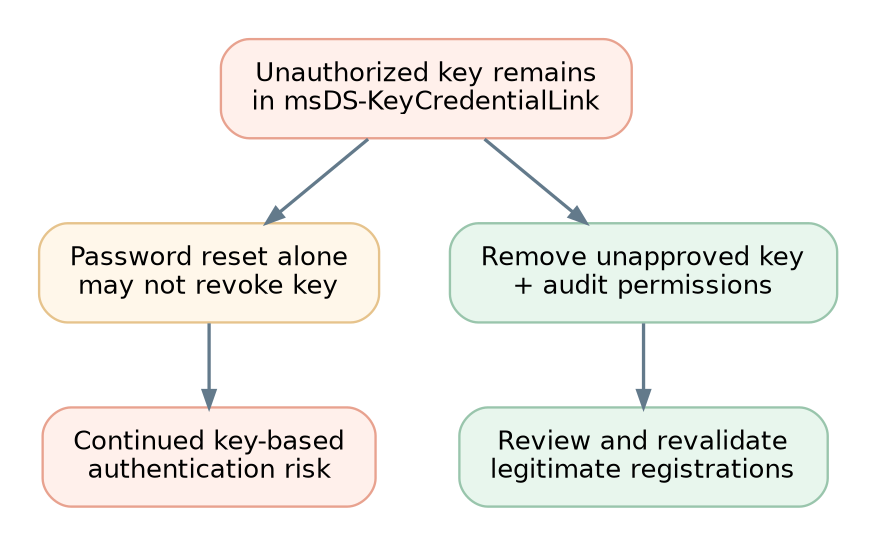 Unauthorized key remains
in msDS-KeyCredentialLink
Password reset alone
may not revoke key
Remove unapproved key
+ audit permissions
Continued key-based
authentication risk
Review and revalidate
legitimate registrations